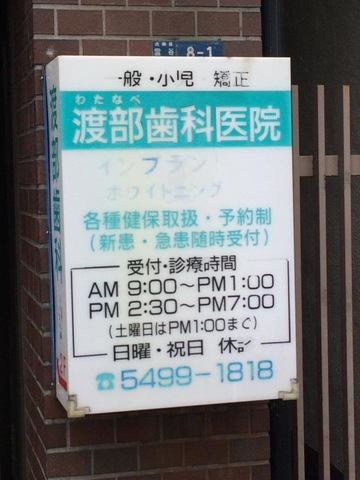 8-1
一般・小児 矯正
わたなべ
渡部歯科医院
インプラン
ホワイトニング
各種健保取扱・予約制
(新患・急患随時受付)
受付・診療時間
AM 9:00〜PM1:00
PM 2:30〜PM7:00
(土曜日はPM1:00まで)
日曜・祝日 休
☎5499-1818